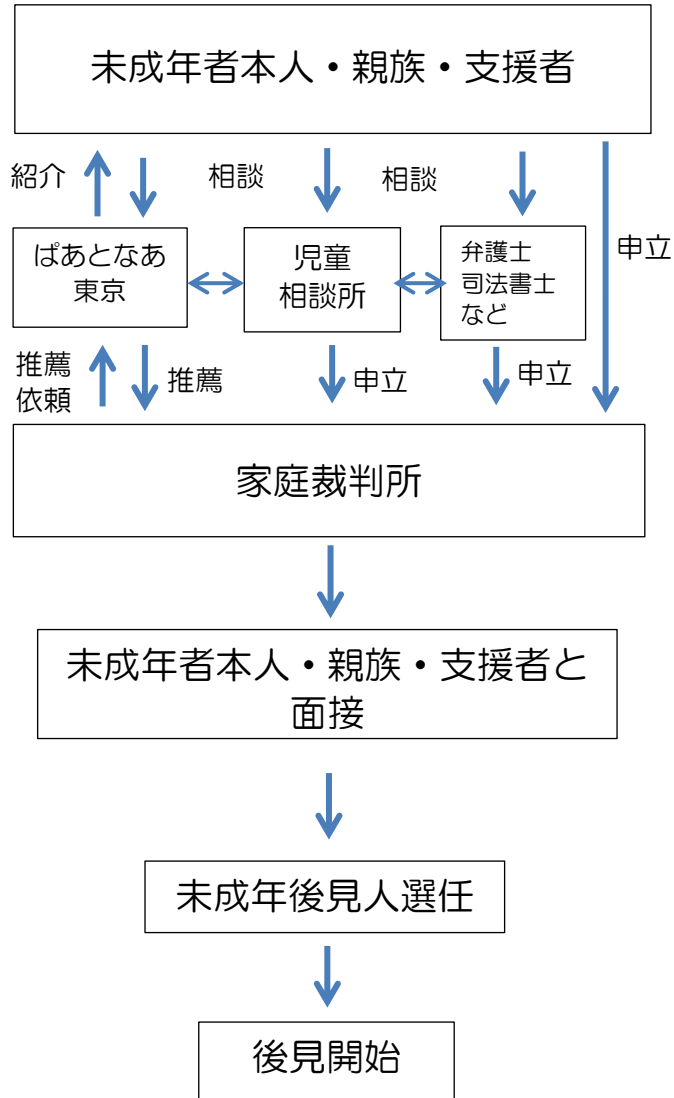 未成年者本人・親族・支援者
紹介
相談
相談
申立
ぱあとなあ
東京
児童
相談所
弁護士
司法書士
など
推薦
依頼
推薦
申立
申立
家庭裁判所
未成年者本人・親族・支援者と
面接
未成年後見人選任
後見開始